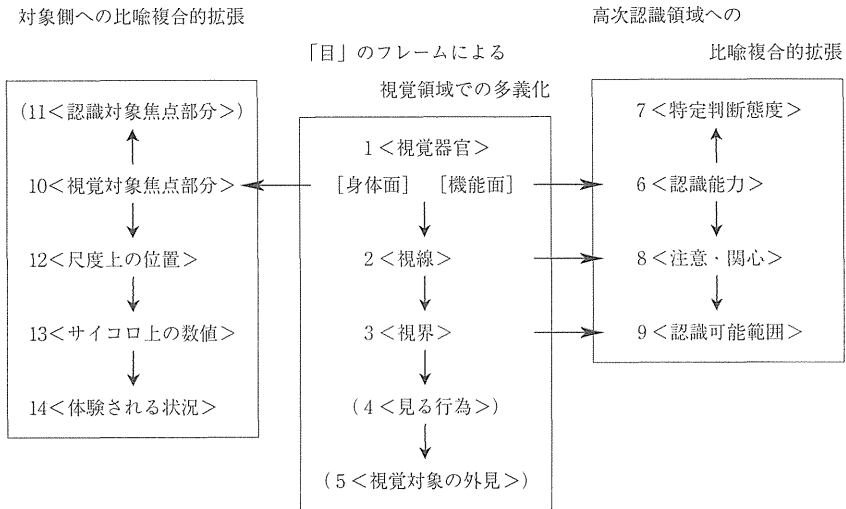 対象側への比喩複合的拡張
高次認識領域への
比喩複合的拡張
「目」のフレームによる
視覚領域での多義化
(11<認識対象焦点部分>)
10<視覚対象焦点部分>
12<尺度上の位置>
13<サイコロ上の数値>
14<体験される状況>
1<視覚器官>
[身体面] [機能面]
2<視線>
3<視界>
(4<見る行為>)
(5<視覚対象の外見>)
7<特定判断態度>
6<認識能力>
8<注意・関心>
9<認識可能範囲>